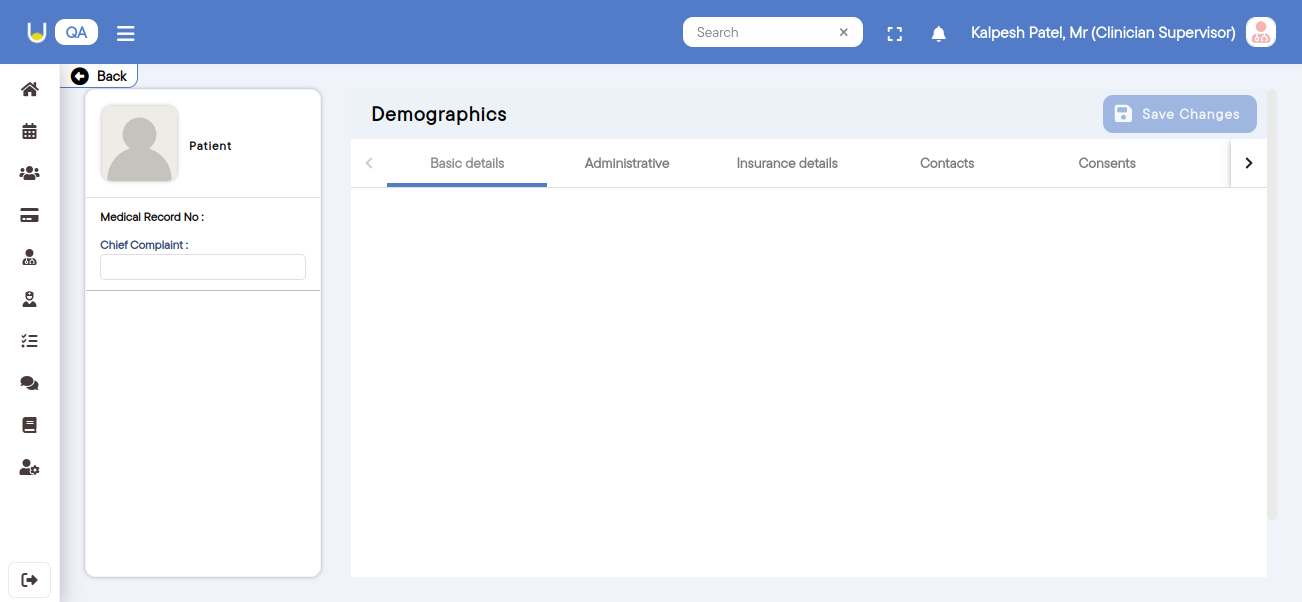 QA
Search
Kalpesh Patel, Mr (Clinician Supervisor)
Back
Patient
Medical Record No :
Chief Complaint :
Demographics
Save Changes
Basic details
Administrative
Insurance details
Contacts
Consents